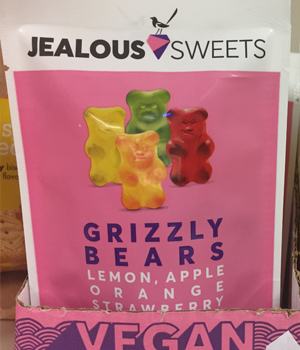 JEALOUS SWEETS
GRIZZLY
BEARS
LEMON, APPLE
ORANGE
STRAWBERRY
VEGAN